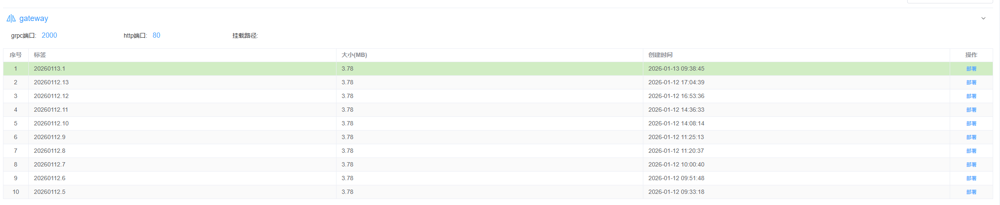 gateway
grpc端口: 2000 http端口: 80 挂载路径:
序号 标签 大小(MB) 创建时间 操作
1 20260113.1 3.78 2026-01-13 09:38:45 部署
2 20260112.13 3.78 2026-01-12 17:04:39 部署
3 20260112.12 3.78 2026-01-12 16:53:36 部署
4 20260112.11 3.78 2026-01-12 14:36:33 部署
5 20260112.10 3.78 2026-01-12 14:08:14 部署
6 20260112.9 3.78 2026-01-12 11:25:13 部署
7 20260112.8 3.78 2026-01-12 11:20:37 部署
8 20260112.7 3.78 2026-01-12 10:00:40 部署
9 20260112.6 3.78 2026-01-12 09:51:48 部署
10 20260112.5 3.78 2026-01-12 09:33:18 部署